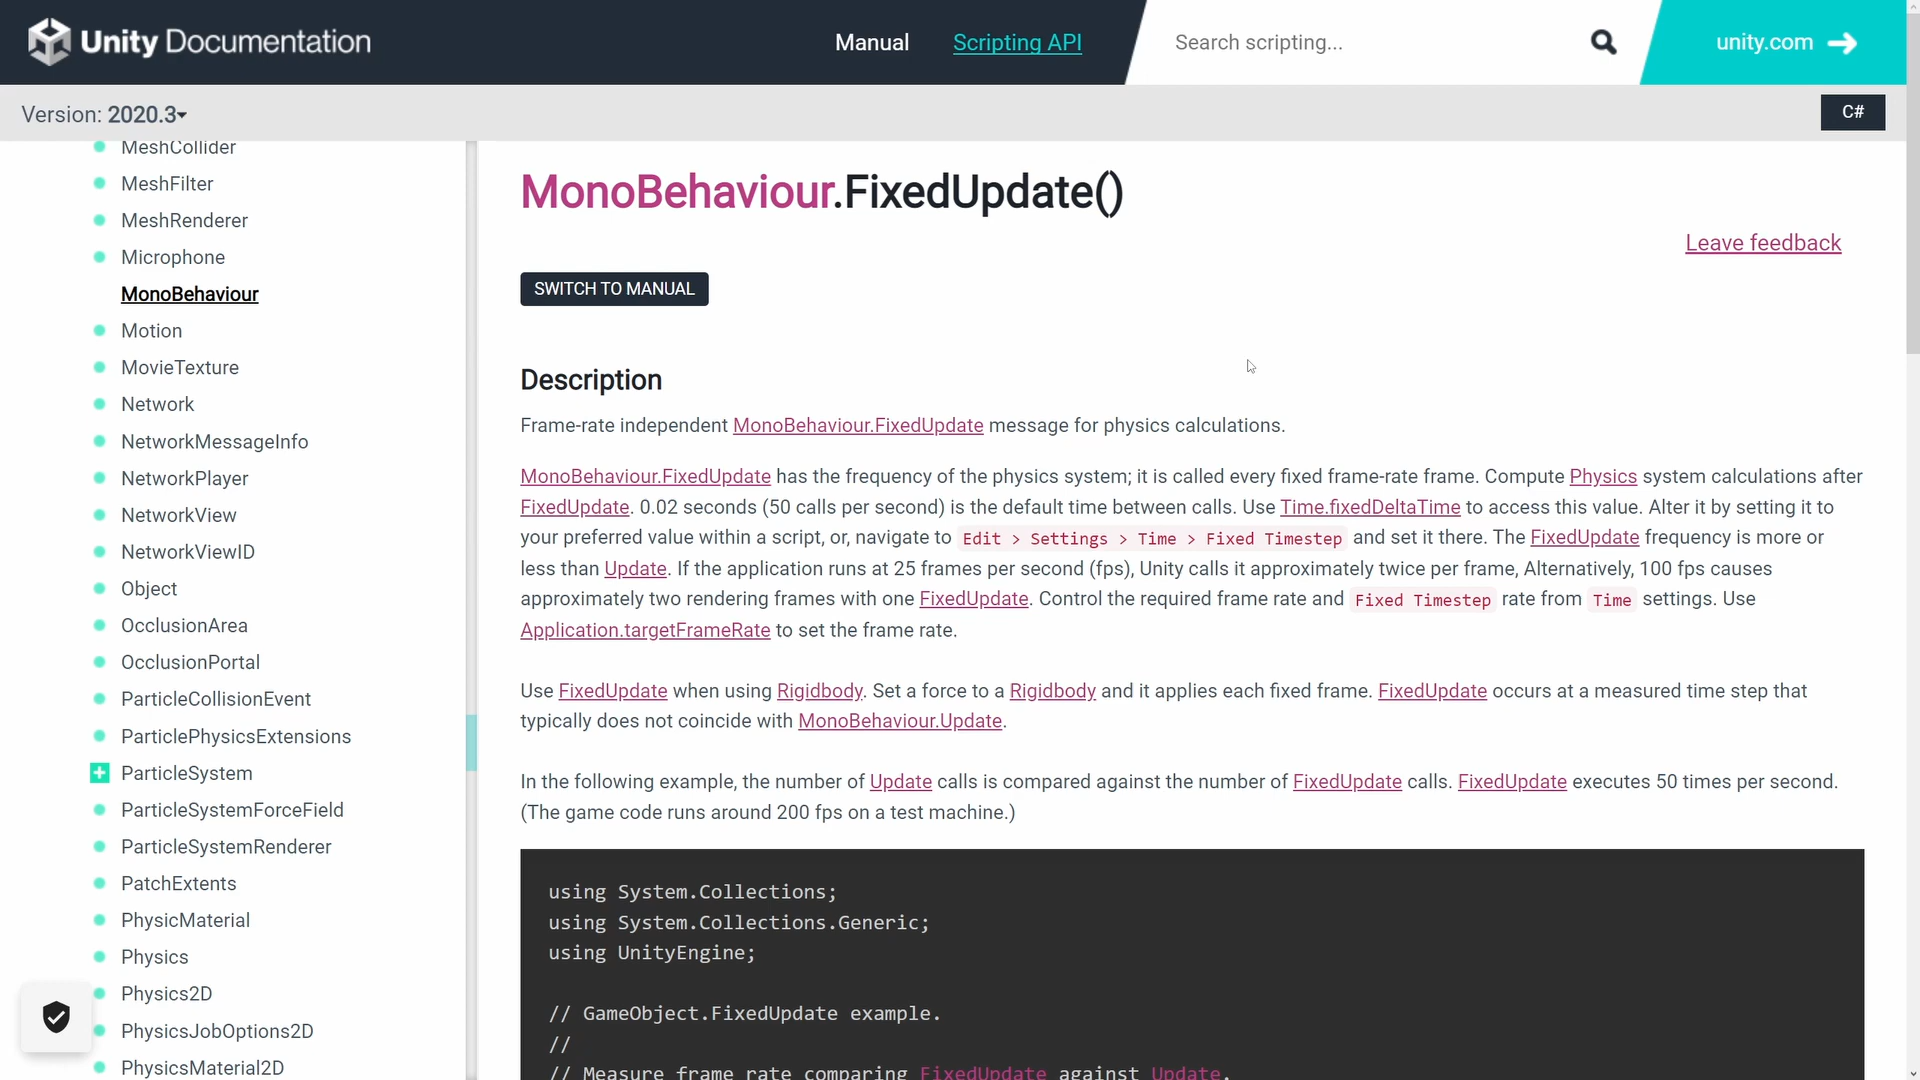 Unity Documentation
Manual
Scripting API
Search scripting...
unity.com
Version: 2020.3
C#
MeshCollider
MeshFilter
MeshRenderer
Microphone
MonoBehaviour
Motion
MovieTexture
Network
NetworkMessageInfo
NetworkPlayer
NetworkView
NetworkViewID
Object
OcclusionArea
OcclusionPortal
ParticleCollisionEvent
ParticlePhysicsExtensions
ParticleSystem
ParticleSystemForceField
ParticleSystemRenderer
PatchExtents
PhysicMaterial
Physics
Physics2D
PhysicsJobOptions2D
PhysicsMaterial2D
MonoBehaviour.FixedUpdate()
Leave feedback
SWITCH TO MANUAL
Description
Frame-rate independent MonoBehaviour.FixedUpdate message for physics calculations.
MonoBehaviour.FixedUpdate has the frequency of the physics system; it is called every fixed frame-rate frame. Compute Physics system calculations after
FixedUpdate. 0.02 seconds (50 calls per second) is the default time between calls. Use Time.fixedDeltaTime to access this value. Alter it by setting it to
your preferred value within a script, or, navigate to Edit > Settings > Time > Fixed Timestep and set it there. The FixedUpdate frequency is more or
less than Update. If the application runs at 25 frames per second (fps), Unity calls it approximately twice per frame, Alternatively, 100 fps causes
approximately two rendering frames with one FixedUpdate. Control the required frame rate and Fixed Timestep rate from Time settings. Use
Application.targetFrameRate to set the frame rate.
Use FixedUpdate when using Rigidbody. Set a force to a Rigidbody and it applies each fixed frame. FixedUpdate occurs at a measured time step that
typically does not coincide with MonoBehaviour.Update.
In the following example, the number of Update calls is compared against the number of FixedUpdate calls. FixedUpdate executes 50 times per second.
(The game code runs around 200 fps on a test machine.)
using System.Collections;
using System.Collections.Generic;
using UnityEngine;
// GameObject.FixedUpdate example.
//
// Measure frame rate comparing FixedUpdate against Update.